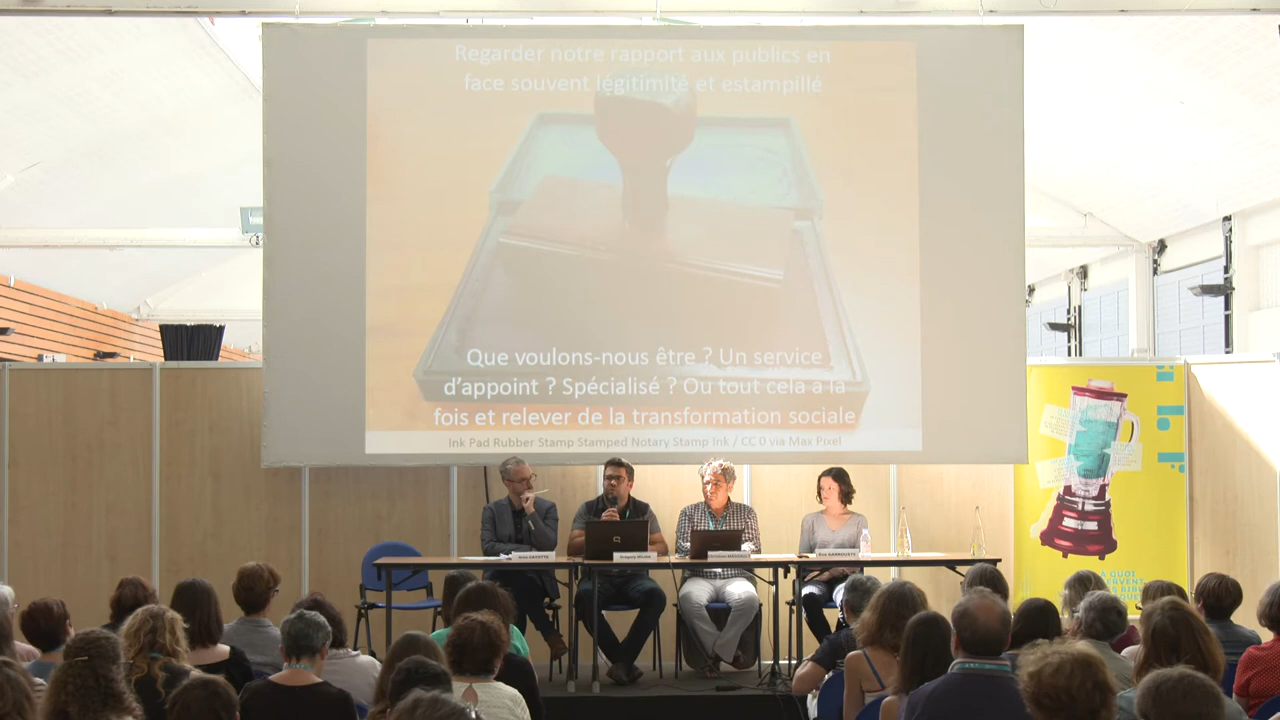 Regarder notre rapport aux publics en
face souvent légitimité et estampillé
Que voulons-nous être ? Un service
d'appoint ? Spécialisé ? Ou tout cela à la
fois et relever de la transformation sociale
Ink Pad Rubber Stamp Stamped Notary Stamp Ink / CC 0 via Max Pixel
À QUOI
SERVENT